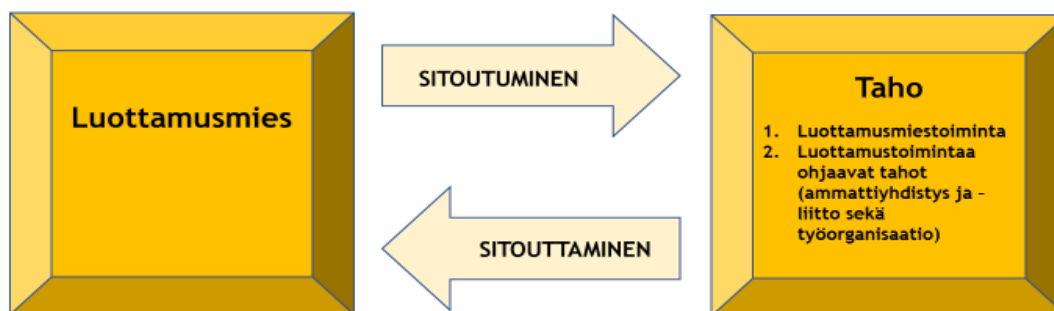 Luottamusmies
SITOUTUMINEN
SITOUTTAMINEN
Taho
1. Luottamusmiestoiminta
2. Luottamustoimintaa
ohjaavat tahot
(ammattiyhdistys ja –
liitto sekä
työorganisaatio)